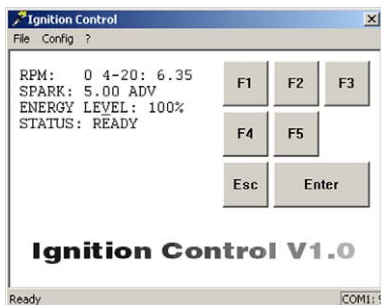 Ignition Control
File Config ?
RPM: 0 4-20: 6.35
SPARK: 5.00 ADV
ENERGY LEVEL: 100%
STATUS: READY
F1 F2 F3
F4 F5
Esc Enter
Ignition Control V1.0
Ready COM1: